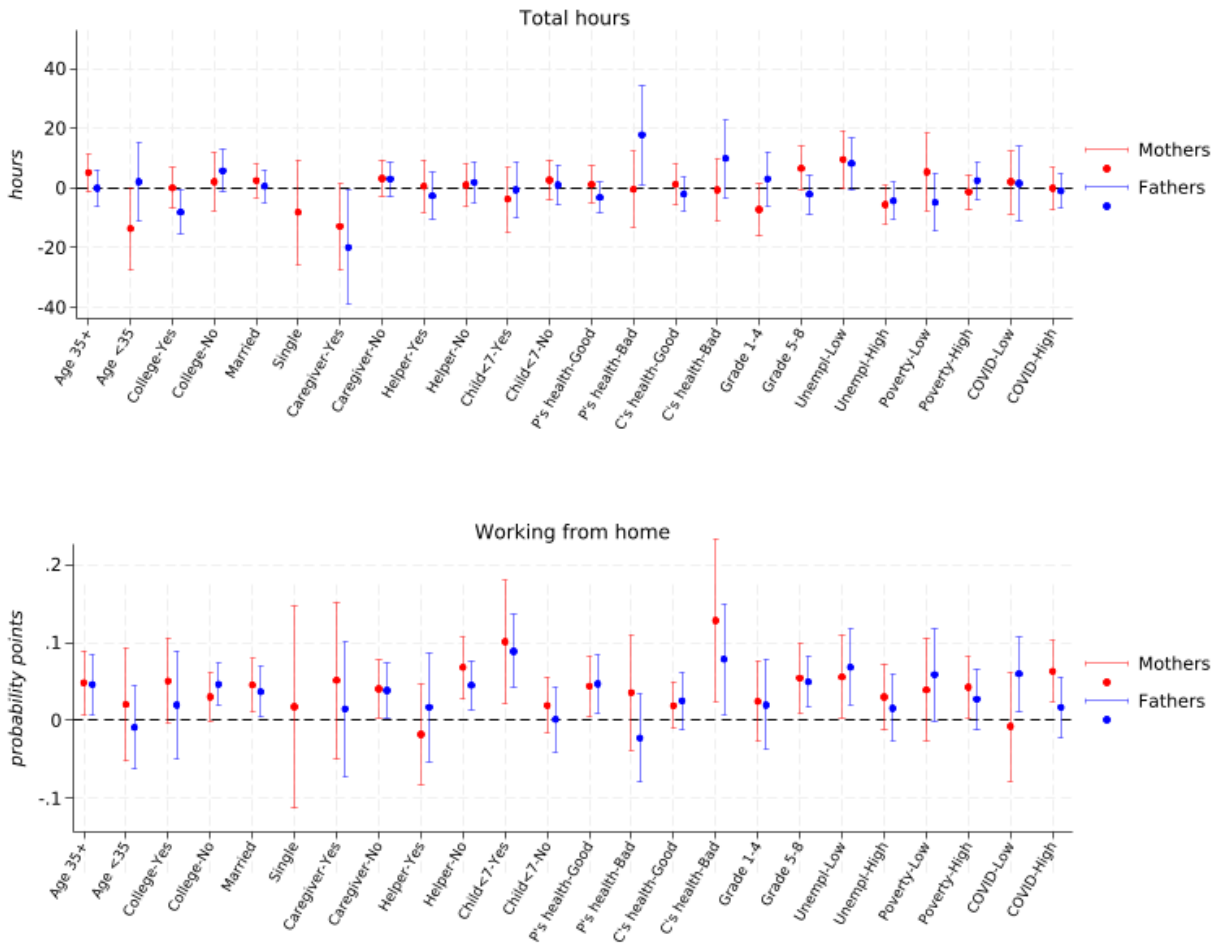 Total hours
hours
40
20
0
-20
-40
Age 35+
Age <35
College-Yes
College-No
Married
Single
Caregiver-Yes
Caregiver-No
Helper-Yes
Helper-No
Child<7-Yes
Child<7-No
P's health-Good
P's health-Bad
C's health-Good
C's health-Bad
Grade 1-4
Grade 5-8
Unempl-Low
Unempl-High
Poverty-Low
Poverty-High
COVID-Low
COVID-High
Mothers
Fathers
Working from home
probability points
.2
.1
0
-.1
Age 35+
Age <35
College-Yes
College-No
Married
Single
Caregiver-Yes
Caregiver-No
Helper-Yes
Helper-No
Child<7-Yes
Child<7-No
P's health-Good
P's health-Bad
C's health-Good
C's health-Bad
Grade 1-4
Grade 5-8
Unempl-Low
Unempl-High
Poverty-Low
Poverty-High
COVID-Low
COVID-High
Mothers
Fathers